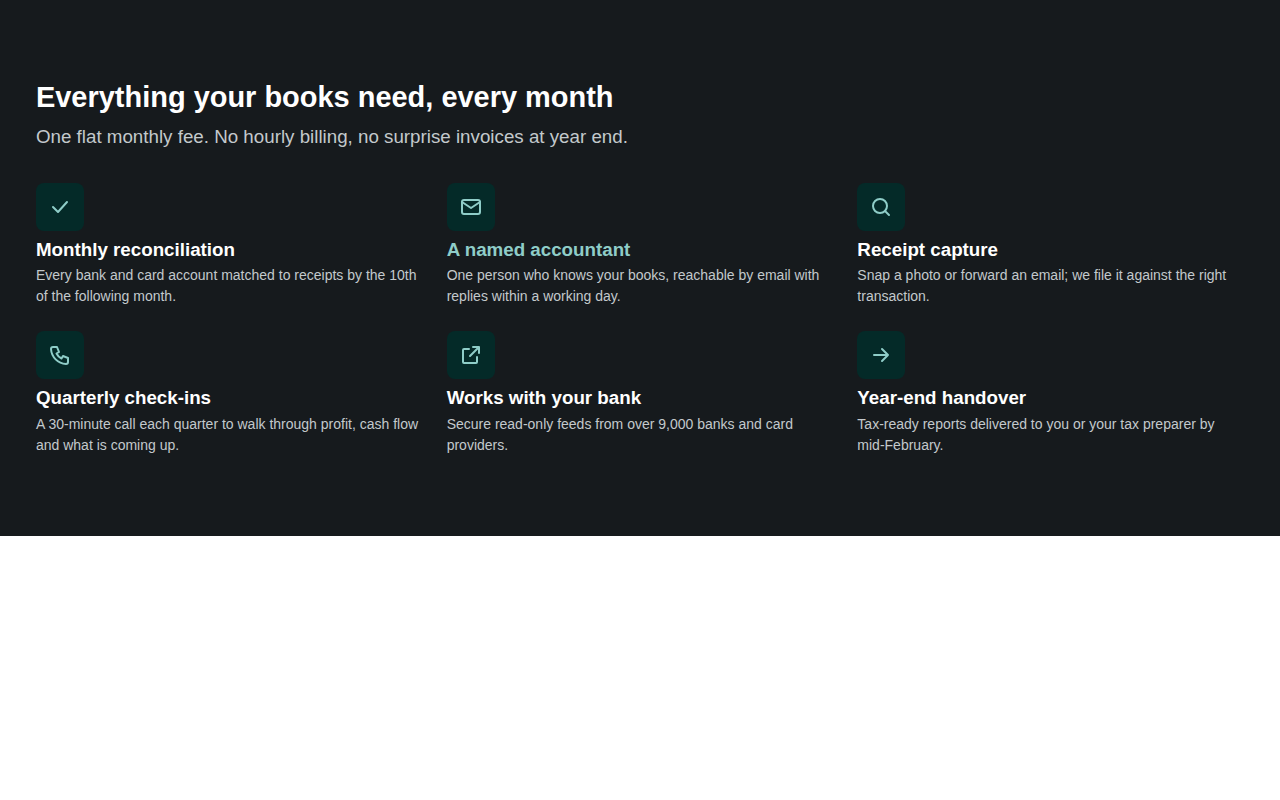 Everything your books need, every month
One flat monthly fee. No hourly billing, no surprise invoices at year end.
Monthly reconciliation
Every bank and card account matched to receipts by the 10th
of the following month.
A named accountant
One person who knows your books, reachable by email with
replies within a working day.
Receipt capture
Snap a photo or forward an email; we file it against the right
transaction.
Quarterly check-ins
A 30-minute call each quarter to walk through profit, cash flow
and what is coming up.
Works with your bank
Secure read-only feeds from over 9,000 banks and card
providers.
Year-end handover
Tax-ready reports delivered to you or your tax preparer by
mid-February.